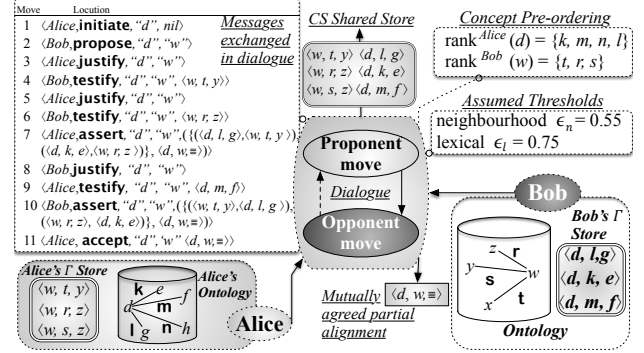 Move Locution
1 ⟨Alice,initiate,“d”, nil⟩
2 ⟨Bob,propose,“d”,“w”⟩
3 ⟨Alice,justify,“d”,“w”⟩
4 ⟨Bob,testify,“d”,“w”, ⟨w, t, y⟩⟩
5 ⟨Alice,justify,“d”,“w”⟩
6 ⟨Bob,testify,“d”,“w”, ⟨w, r, z⟩⟩
7 ⟨Alice,assert,“d”,“w”,({(⟨d, l, g⟩,⟨w, t, y ⟩),
(⟨d, k, e⟩,⟨w, r, z ⟩)}, ⟨d, w,≡⟩)⟩
8 ⟨Bob,justify, “d”,“w”⟩
9 ⟨Alice,testify, “d”, “w”, ⟨d, m, f⟩⟩
10 ⟨Bob,assert,“d”,“w”,({(⟨w, t, y⟩,⟨d, l, g ⟩),
(⟨w, r, z⟩, ⟨d, k, e⟩)}, ⟨d, w,≡⟩)⟩
11 ⟨Alice, accept,“d”,“w” ⟨d, w,≡⟩⟩
Messages
exchanged
in dialogue
CS Shared Store
⟨w, t, y⟩ ⟨d, l, g⟩
⟨w, r, z⟩ ⟨d, k, e⟩
⟨w, s, z⟩ ⟨d, m, f⟩
Concept Pre-ordering
rank Alice (d) = {k, m, n, l}
rank Bob (w) = {t, r, s}
Assumed Thresholds
neighbourhood ϵn = 0.55
lexical ϵl = 0.75
Proponent
move
Dialogue
Opponent
move
Mutually
agreed partial
alignment
⟨d, w,≡⟩
Alice's Γ Store
⟨w, t, y⟩
⟨w, r, z⟩
⟨w, s, z⟩
Alice's
Ontology
k e
f
d m
l g n h
Alice
Bob
z r
y w
s
x t
Ontology
Bob's Γ
Store
⟨d, l,g⟩
⟨d, k, e⟩
⟨d, m, f⟩